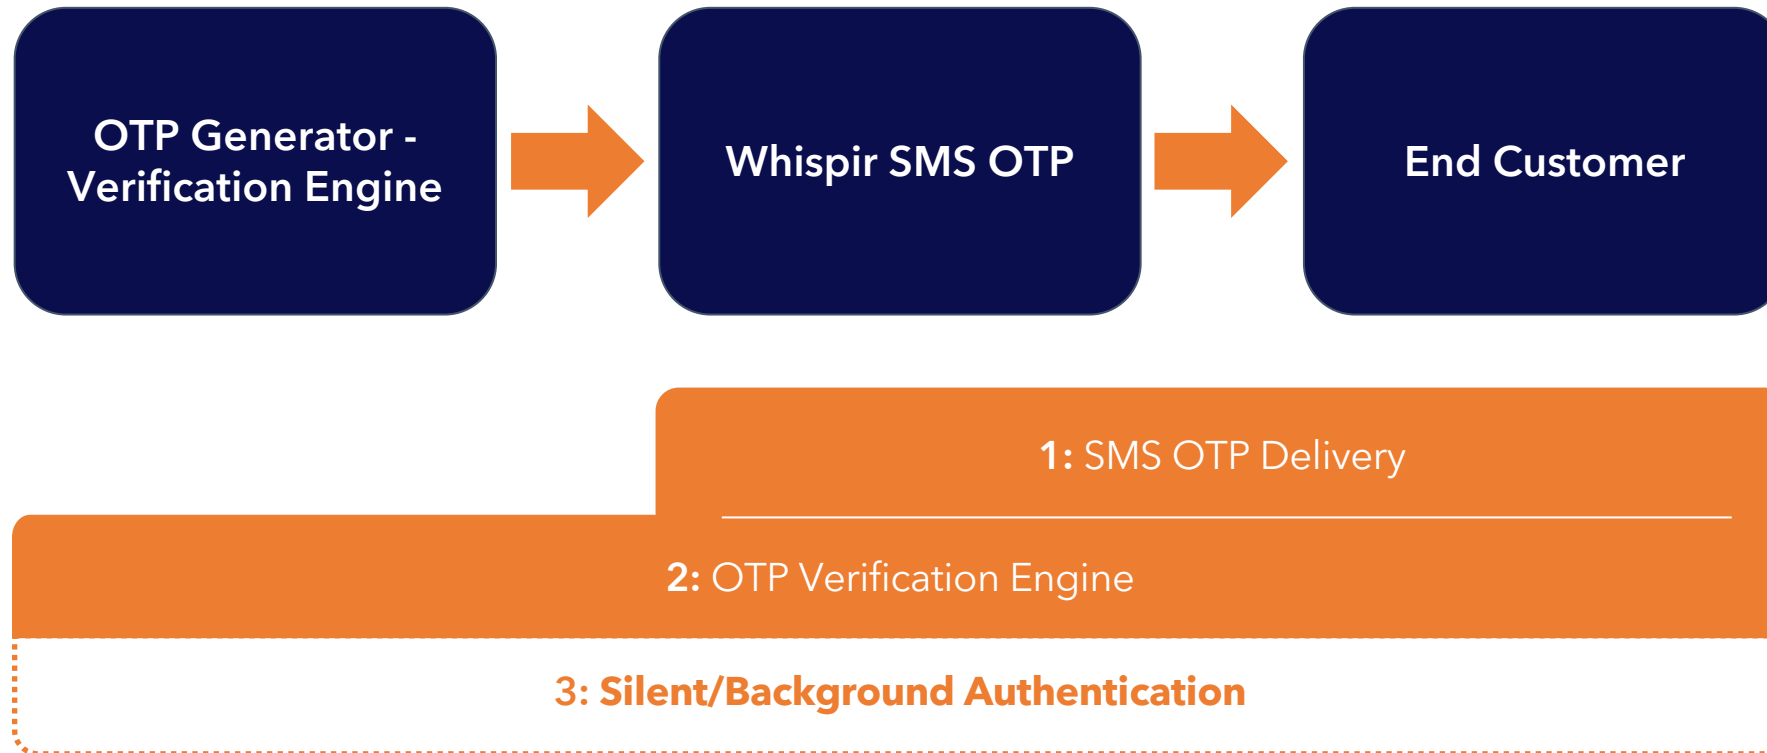 OTP Generator -
Verification Engine
Whispir SMS OTP
End Customer
1: SMS OTP Delivery
2: OTP Verification Engine
3: Silent/Background Authentication